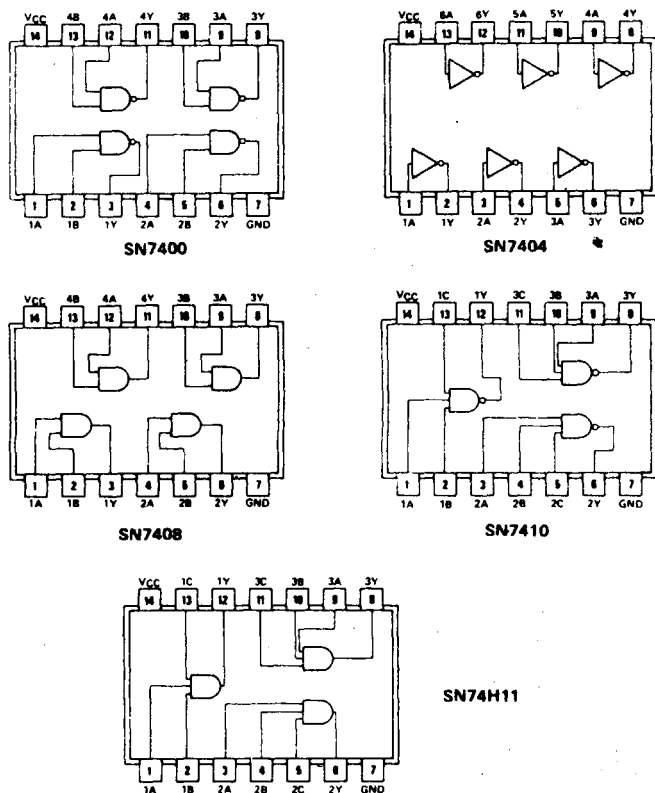 VCC 4B 4A 4Y 3B 3A 3Y
14 13 12 11 10 9 8
1 2 3 4 5 6 7
1A 1B 1Y 2A 2B 2Y GND
SN7400
VCC 6A 6Y 5A 5Y 4A 4Y
14 13 12 11 10 9 8
1 2 3 4 5 6 7
1A 1Y 2A 2Y 3A 3Y GND
SN7404
VCC 4B 4A 4Y 3B 3A 3Y
14 13 12 11 10 9 8
1 2 3 4 5 6 7
1A 1B 1Y 2A 2B 2Y GND
SN7408
VCC 1C 1Y 3C 3B 3A 3Y
14 13 12 11 10 9 8
1 2 3 4 5 6 7
1A 1B 2A 2B 2C 2Y GND
SN7410
VCC 1C 1Y 3C 3B 3A 3Y
14 13 12 11 10 9 8
1 2 3 4 5 6 7
1A 1B 2A 2B 2C 2Y GND
SN74H11